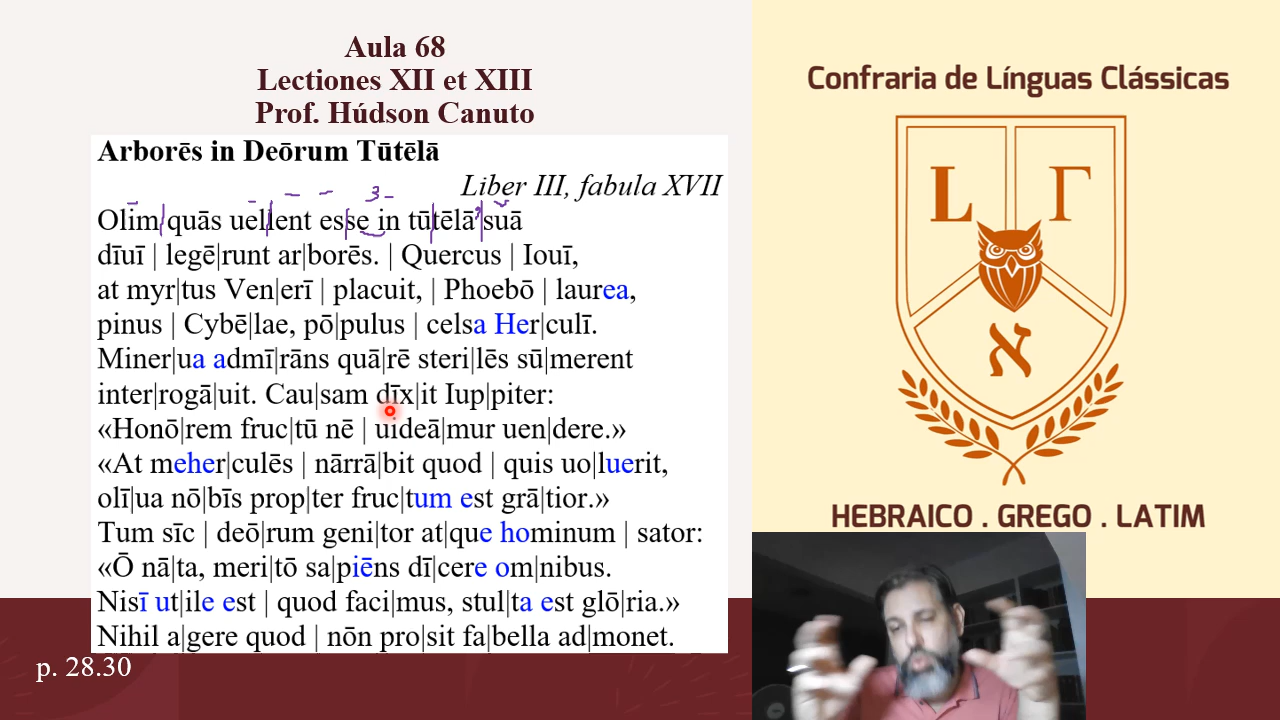 Aula 68
Lectiones XII et XIII
Prof. Húdson Canuto
Arborēs in Deōrum Tūtēlā
Liber III, fabula XVII
Olim quās uellent esse in tūtēlā suā
dīuī | legē|runt ar|borēs. | Quercus | Iouī,
at myr|tus Ven|erī | placuit, | Phoebō | laurea,
pinus | Cybē|lae, pō|pulus | celsa Her|culī.
Miner|ua admī|rāns quā|rē steri|lēs sū|merent
inter|rogā|uit. Cau|sam dīx|it Iup|piter:
«Honō|rem fruc|tū nē | uideā|mur uen|dere.»
«At meher|culēs | nārrā|bit quod | quis uo|luerit,
olī|ua nō|bīs prop|ter fruc|tum est grā|tior.»
Tum sīc | deō|rum geni|tor at|que hominum | sator:
«Ō nā|ta, meri|tō sa|piēns dī|cere om|nibus.
Nisī ut|ile est | quod faci|mus, stul|ta est glō|ria.»
Nihil a|gere quod | nōn pro|sit fa|bella ad|monet.
p. 28.30
Confraria de Línguas Clássicas
L Γ
א
HEBRAICO . GREGO . LATIM